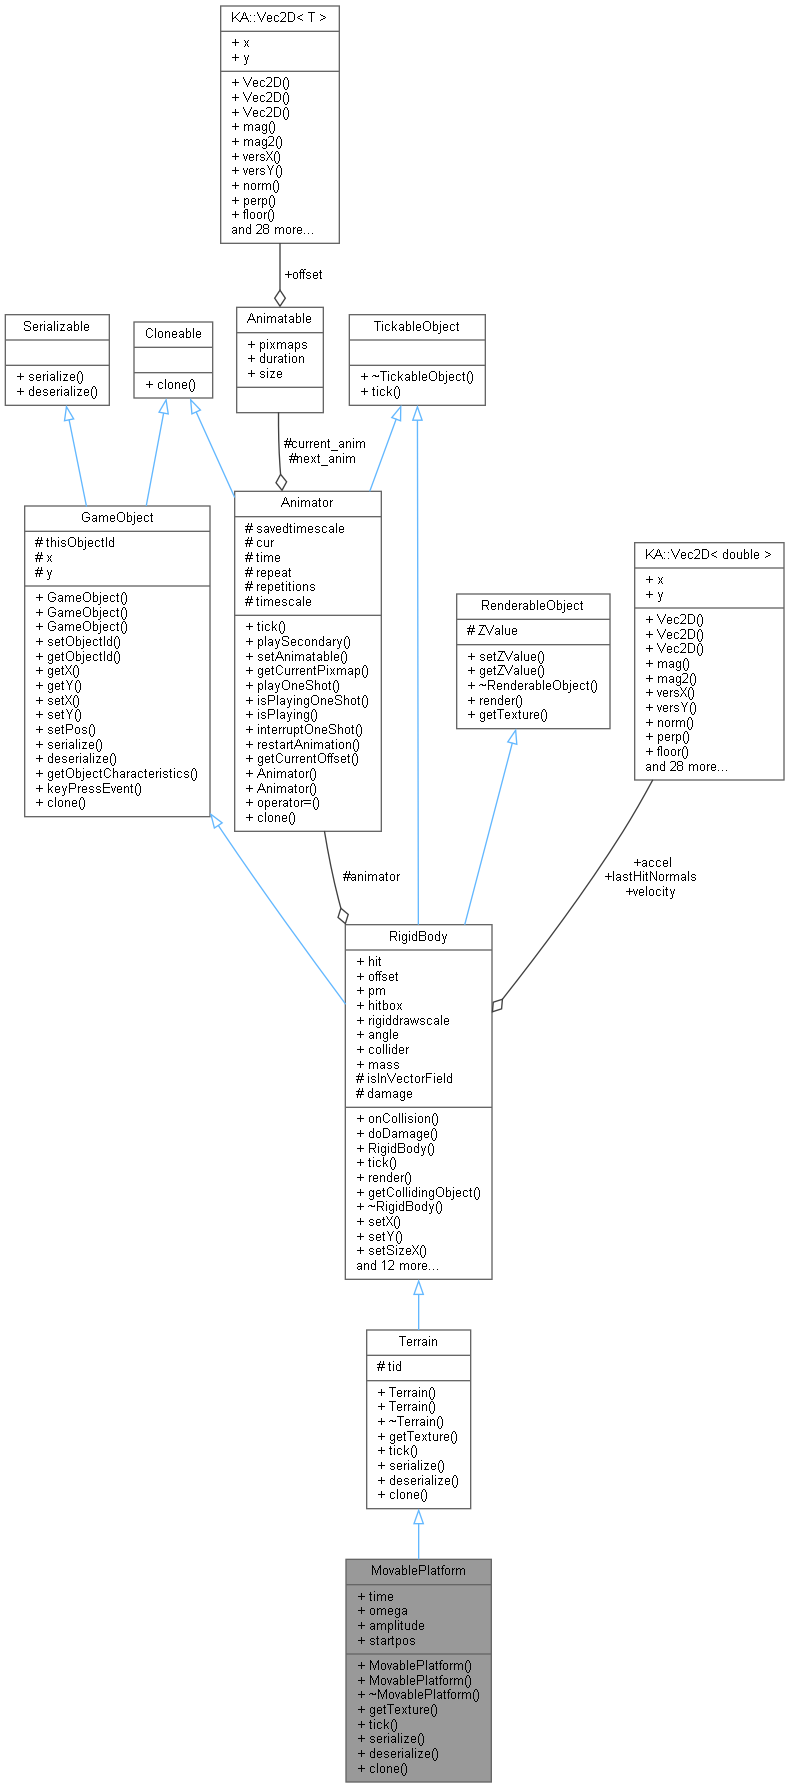 KA::Vec2D< T >
+ x
+ y
+ Vec2D()
+ Vec2D()
+ Vec2D()
+ mag()
+ mag2()
+ versX()
+ versY()
+ norm()
+ perp()
+ floor()
and 28 more...
+offset
Serializable
+ serialize()
+ deserialize()
Cloneable
+ clone()
Animatable
+ pixmaps
+ duration
+ size
TickableObject
+ ~TickableObject()
+ tick()
#current_anim
#next_anim
GameObject
# thisObjectId
# x
# y
+ GameObject()
+ GameObject()
+ GameObject()
+ setObjectId()
+ getObjectId()
+ getX()
+ getY()
+ setX()
+ setY()
+ setPos()
+ serialize()
+ deserialize()
+ getObjectCharacteristics()
+ keyPressEvent()
+ clone()
Animator
# savedtimescale
# cur
# time
# repeat
# repetitions
# timescale
+ tick()
+ playSecondary()
+ setAnimatable()
+ getCurrentPixmap()
+ playOneShot()
+ isPlayingOneShot()
+ isPlaying()
+ interruptOneShot()
+ restartAnimation()
+ getCurrentOffset()
+ Animator()
+ Animator()
+ operator=()
+ clone()
RenderableObject
# ZValue
+ setZValue()
+ getZValue()
+ ~RenderableObject()
+ render()
+ getTexture()
KA::Vec2D< double >
+ x
+ y
+ Vec2D()
+ Vec2D()
+ Vec2D()
+ mag()
+ mag2()
+ versX()
+ versY()
+ norm()
+ perp()
+ floor()
and 28 more...
#animator
+accel
+lastHitNormals
+velocity
RigidBody
+ hit
+ offset
+ pm
+ hitbox
+ rigiddrawscale
+ angle
+ collider
+ mass
# isInVectorField
# damage
+ onCollision()
+ doDamage()
+ RigidBody()
+ tick()
+ render()
+ getCollidingObject()
+ ~RigidBody()
+ setX()
+ setY()
+ setSizeX()
and 12 more...
Terrain
# tid
+ Terrain()
+ Terrain()
+ ~Terrain()
+ getTexture()
+ tick()
+ serialize()
+ deserialize()
+ clone()
MovablePlatform
+ time
+ omega
+ amplitude
+ startpos
+ MovablePlatform()
+ MovablePlatform()
+ ~MovablePlatform()
+ getTexture()
+ tick()
+ serialize()
+ deserialize()
+ clone()